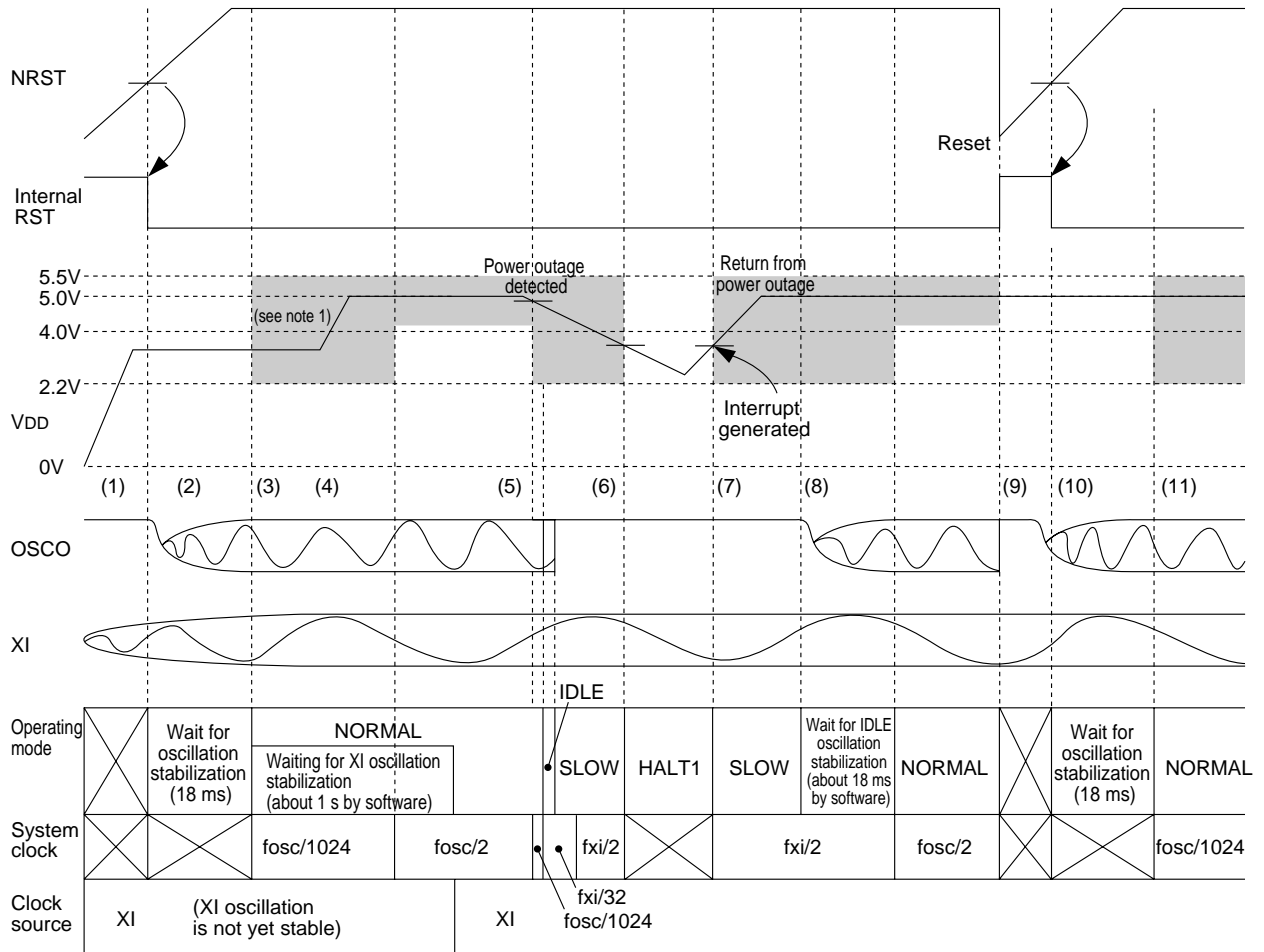 NRST
Reset
Internal
RST
5.5V
5.0V
4.0V
2.2V
VDD
0V
Power outage
detected
Return from
power outage
(see note 1)
Interrupt
generated
(1)
(2)
(3)
(4)
(5)
(6)
(7)
(8)
(9)
(10)
(11)
OSCO
XI
IDLE
Operating
mode
Wait for
oscillation
stabilization
(18 ms)
NORMAL
Waiting for XI oscillation
stabilization
(about 1 s by software)
SLOW
HALT1
SLOW
Wait for IDLE
oscillation
stabilization
(about 18 ms
by software)
NORMAL
Wait for
oscillation
stabilization
(18 ms)
NORMAL
System
clock
fosc/1024
fosc/2
fxi/2
fxi/2
fosc/2
fosc/1024
fxi/32
fosc/1024
Clock
source
XI
(XI oscillation
is not yet stable)
XI